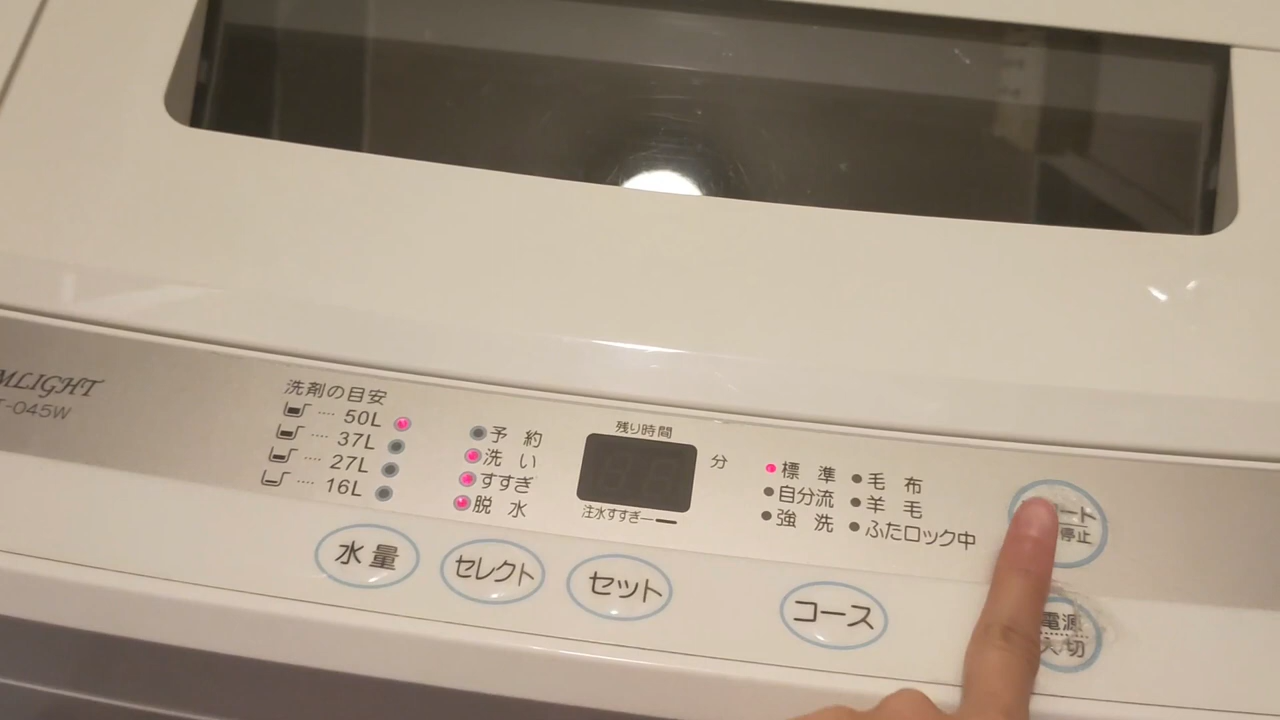 MLIGHT
T-045W
洗剤の目安
50L
37L
27L
16L
予約
洗い
すすぎ
脱水
残り時間
分
注水すすぎ
標準
自分流
強洗
毛布
羊毛
ふたロック中
水量
セレクト
セット
コース
ート
停止
電源
入切